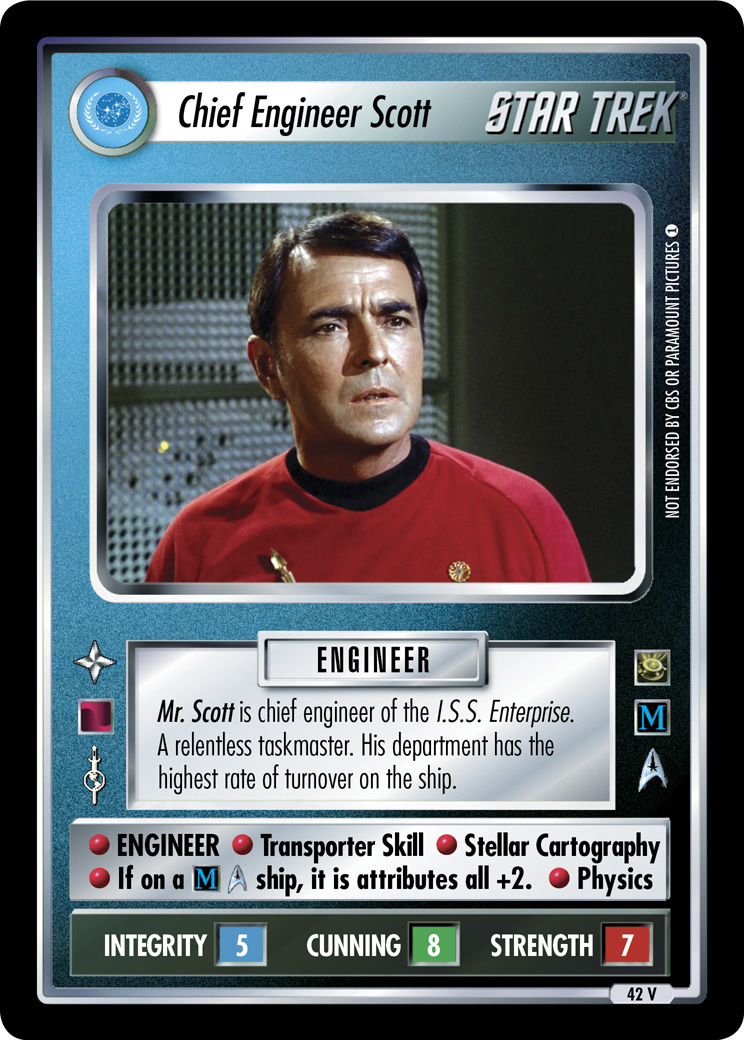 Chief Engineer Scott
STAR TREK®
NOT ENDORSED BY CBS OR PARAMOUNT PICTURES 1
ENGINEER
Mr. Scott is chief engineer of the I.S.S. Enterprise.
A relentless taskmaster. His department has the
highest rate of turnover on the ship.
M
ENGINEER Transporter Skill Stellar Cartography
If on a M ship, it is attributes all +2. Physics
INTEGRITY 5 CUNNING 8 STRENGTH 7
42 V